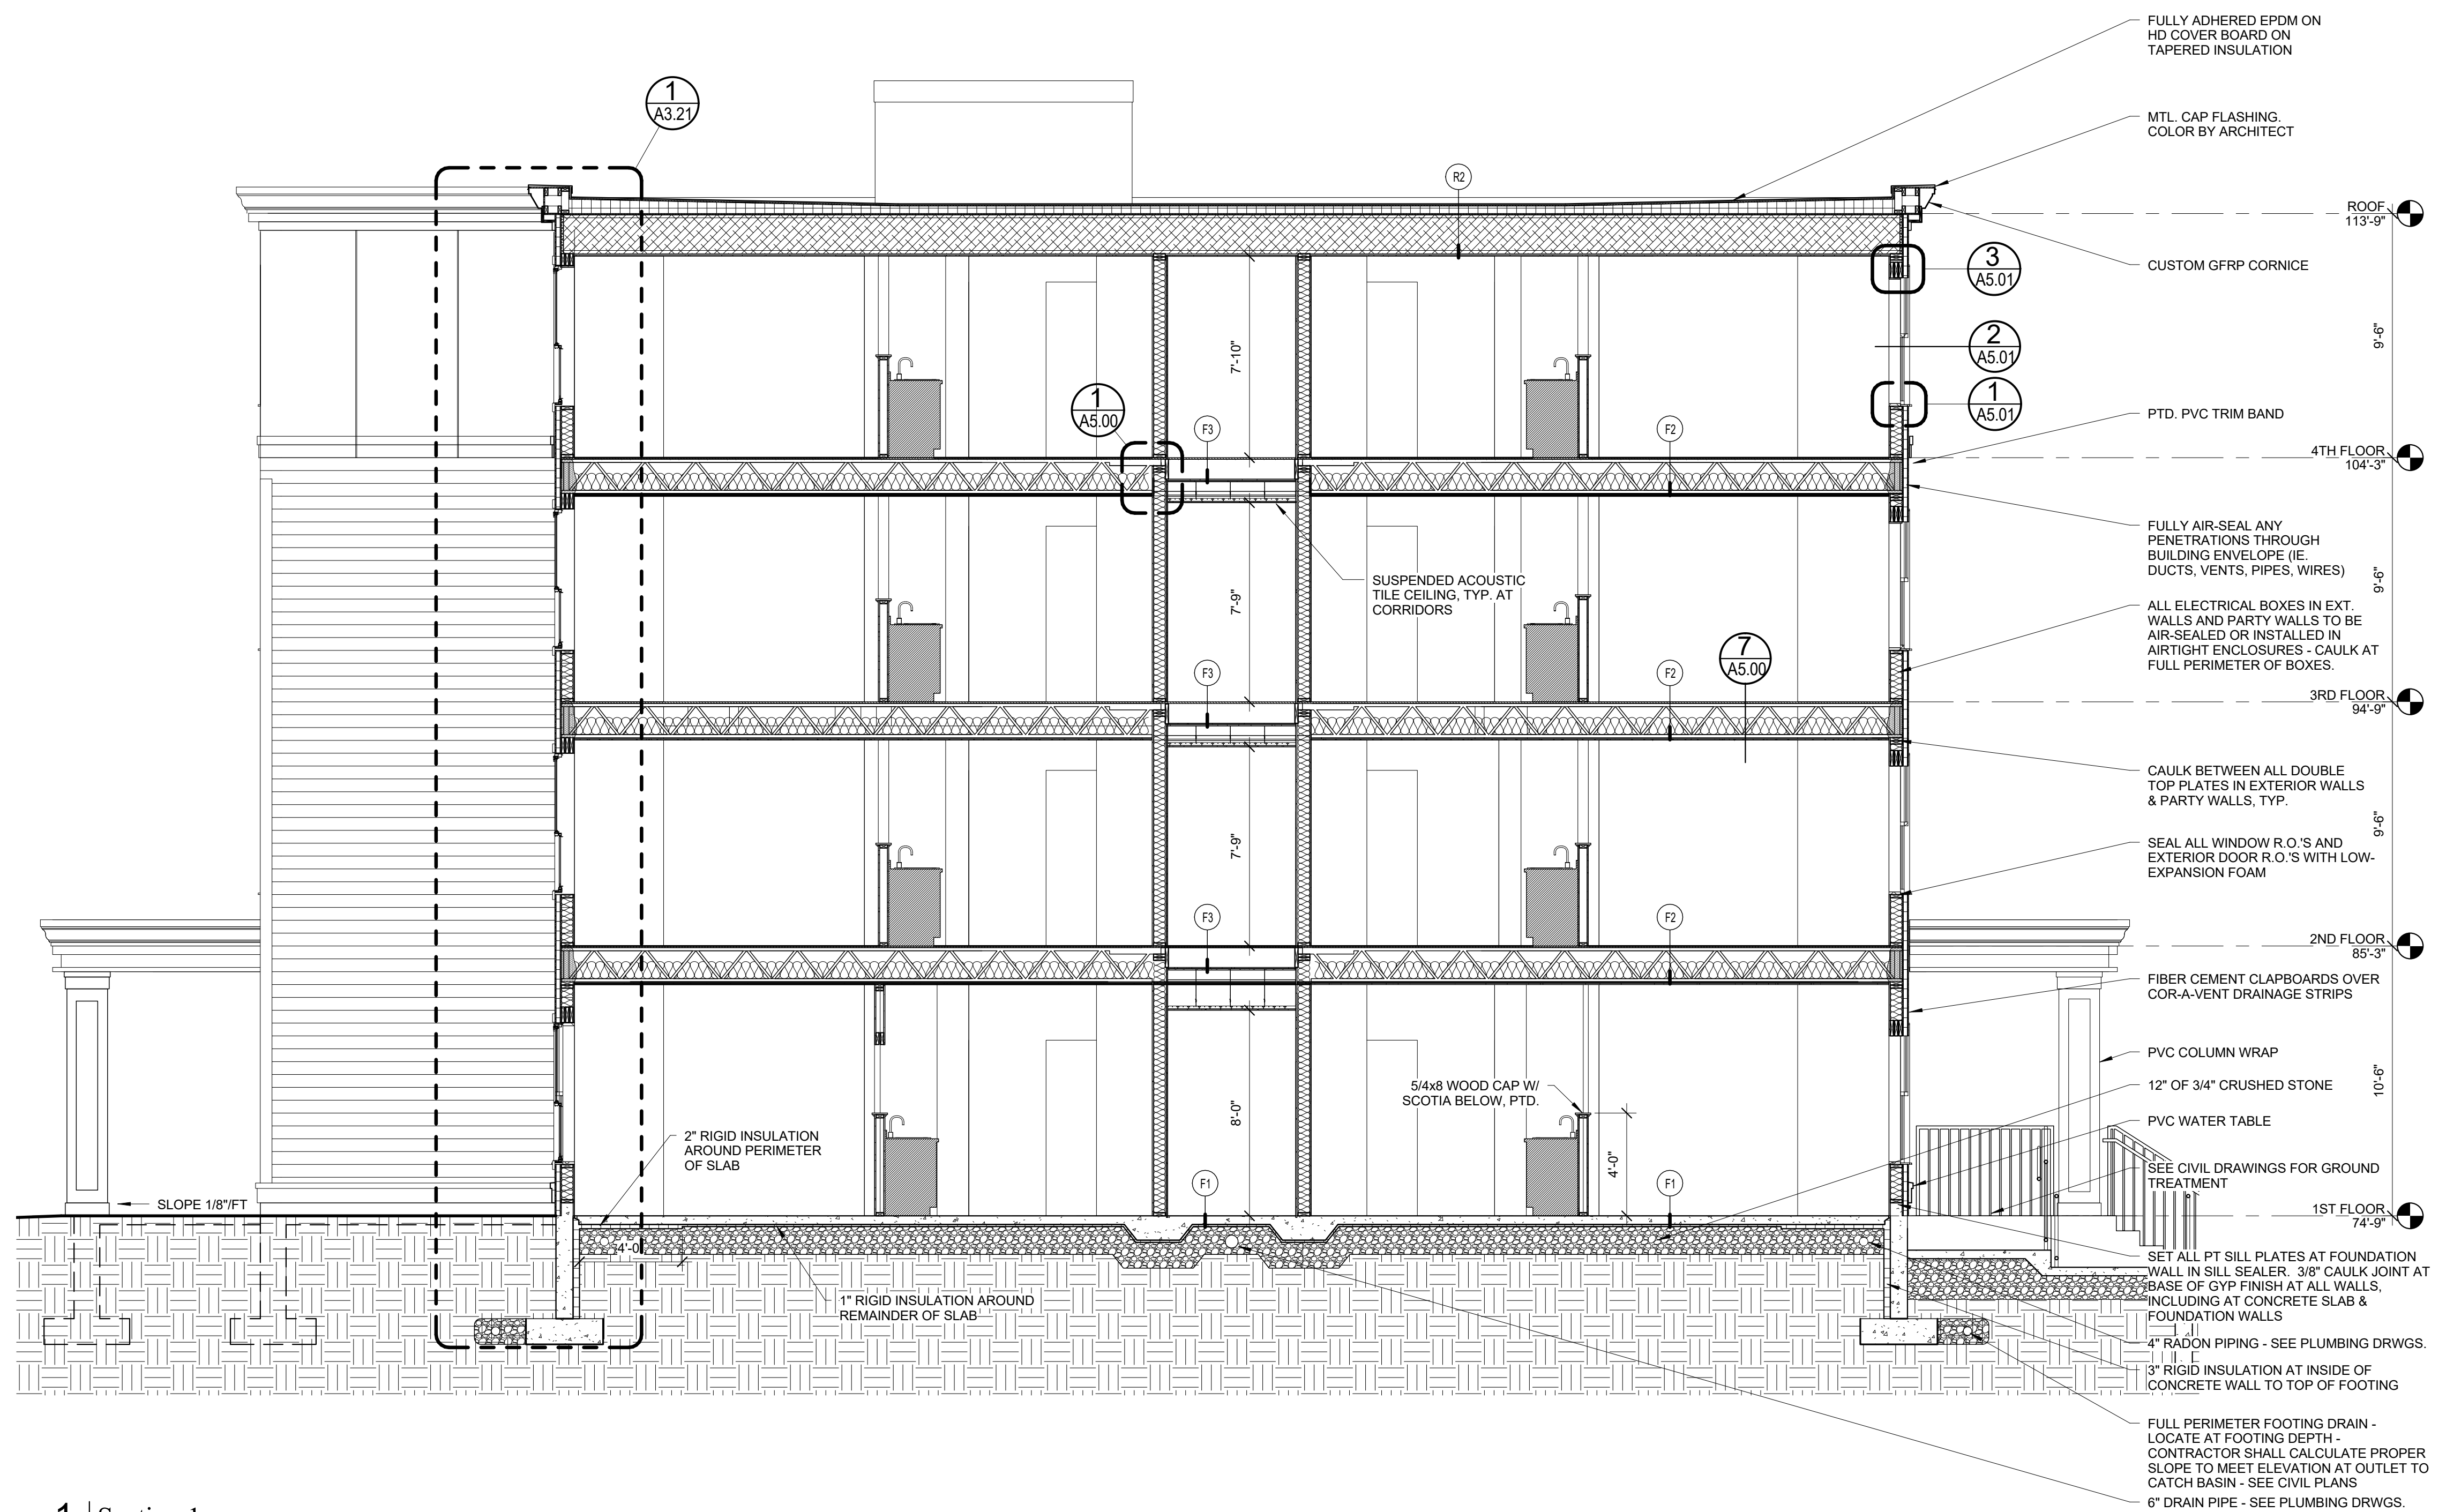 FULLY ADHERED EPDM ON
HD COVER BOARD ON
TAPERED INSULATION
1
A3.21
MTL. CAP FLASHING.
COLOR BY ARCHITECT
R2
ROOF
113'-9"
CUSTOM GFRP CORNICE
3
A5.01
9'-6"
2
A5.01
7'-10"
1
A5.01
1
A5.00
PTD. PVC TRIM BAND
F3
F2
4TH FLOOR
104'-3"
FULLY AIR-SEAL ANY
PENETRATIONS THROUGH
BUILDING ENVELOPE (IE.
DUCTS, VENTS, PIPES, WIRES)
9'-6"
SUSPENDED ACOUSTIC
TILE CEILING, TYP. AT
CORRIDORS
7'-9"
ALL ELECTRICAL BOXES IN EXT.
WALLS AND PARTY WALLS TO BE
AIR-SEALED OR INSTALLED IN
AIRTIGHT ENCLOSURES - CAULK AT
FULL PERIMETER OF BOXES.
7
A5.00
F3
F2
3RD FLOOR
94'-9"
CAULK BETWEEN ALL DOUBLE
TOP PLATES IN EXTERIOR WALLS
& PARTY WALLS, TYP.
9'-6"
7'-9"
SEAL ALL WINDOW R.O.'S AND
EXTERIOR DOOR R.O.'S WITH LOW-
EXPANSION FOAM
F3
F2
2ND FLOOR
85'-3"
FIBER CEMENT CLAPBOARDS OVER
COR-A-VENT DRAINAGE STRIPS
PVC COLUMN WRAP
10'-6"
5/4x8 WOOD CAP W/
SCOTIA BELOW, PTD.
12" OF 3/4" CRUSHED STONE
8'-0"
PVC WATER TABLE
2" RIGID INSULATION
AROUND PERIMETER
OF SLAB
4'-0"
SEE CIVIL DRAWINGS FOR GROUND
TREATMENT
F1
F1
SLOPE 1/8"/FT
1ST FLOOR
74'-9"
4'-0"
SET ALL PT SILL PLATES AT FOUNDATION
WALL IN SILL SEALER. 3/8" CAULK JOINT AT
BASE OF GYP FINISH AT ALL WALLS,
INCLUDING AT CONCRETE SLAB &
FOUNDATION WALLS
1" RIGID INSULATION AROUND
REMAINDER OF SLAB
4" RADON PIPING - SEE PLUMBING DRWGS.
3" RIGID INSULATION AT INSIDE OF
CONCRETE WALL TO TOP OF FOOTING
FULL PERIMETER FOOTING DRAIN -
LOCATE AT FOOTING DEPTH -
CONTRACTOR SHALL CALCULATE PROPER
SLOPE TO MEET ELEVATION AT OUTLET TO
CATCH BASIN - SEE CIVIL PLANS
6" DRAIN PIPE - SEE PLUMBING DRWGS.
1 Section 1